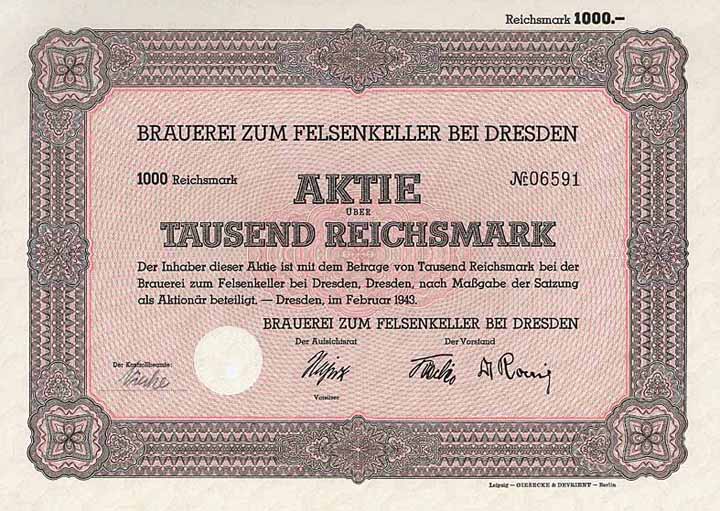 Reichsmark 1000.–
BRAUEREI ZUM FELSENKELLER BEI DRESDEN
1000 Reichsmark
AKTIE
№ 06591
ÜBER
TAUSEND REICHSMARK
Der Inhaber dieser Aktie ist mit dem Betrage von Tausend Reichsmark bei der
Brauerei zum Felsenkeller bei Dresden, Dresden, nach Maßgabe der Satzung
als Aktionär beteiligt. — Dresden, im Februar 1943.
BRAUEREI ZUM FELSENKELLER BEI DRESDEN
Der Aufsichtsrat Der Vorstand
Der Kontrollbeamte:
Vorsitzer
Leipzig – GIESECKE & DEVRIENT – Berlin